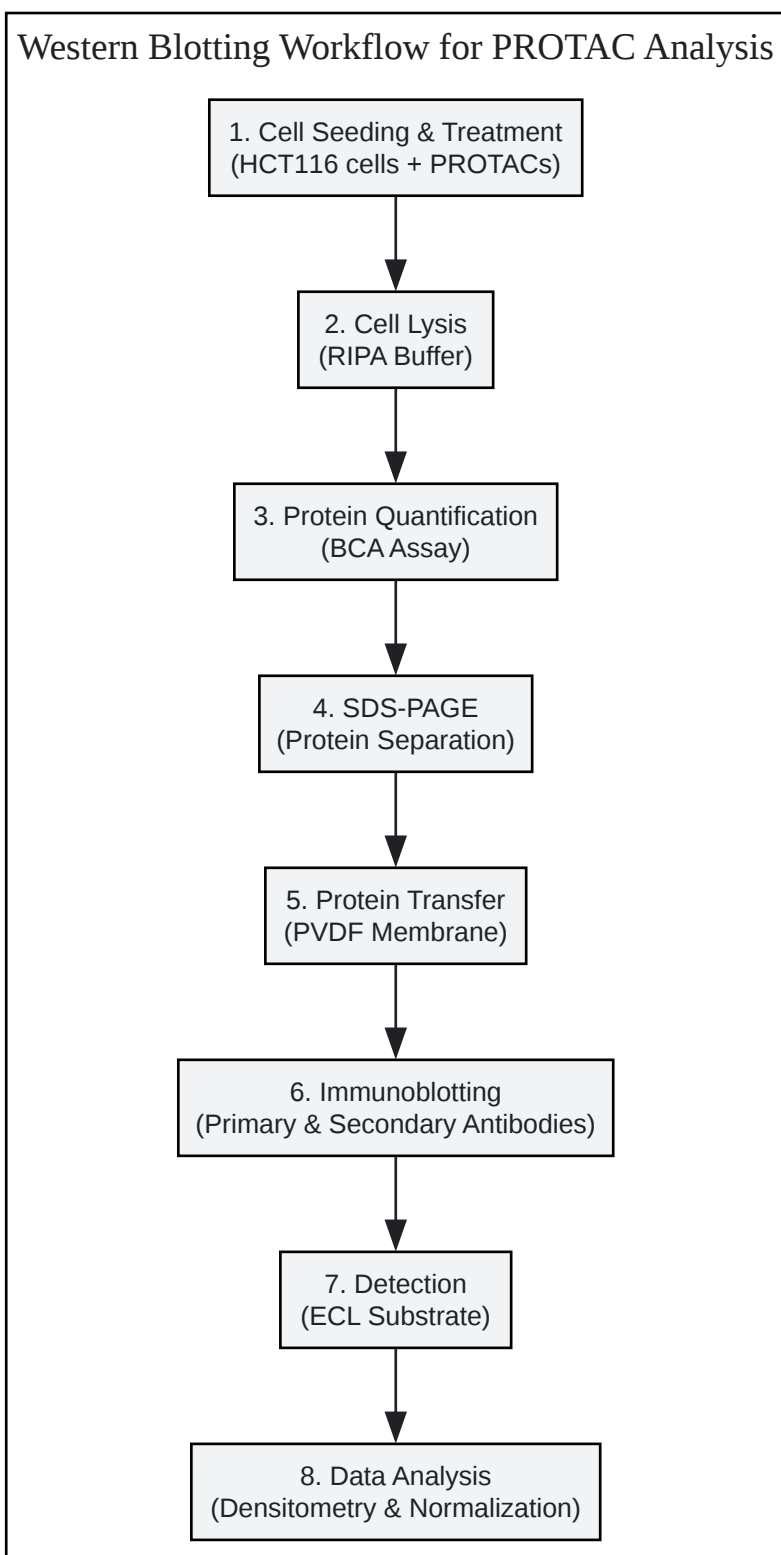 Western Blotting Workflow for PROTAC Analysis
1. Cell Seeding & Treatment
(HCT116 cells + PROTACs)
2. Cell Lysis
(RIPA Buffer)
3. Protein Quantification
(BCA Assay)
4. SDS-PAGE
(Protein Separation)
5. Protein Transfer
(PVDF Membrane)
6. Immunoblotting
(Primary & Secondary Antibodies)
7. Detection
(ECL Substrate)
8. Data Analysis
(Densitometry & Normalization)